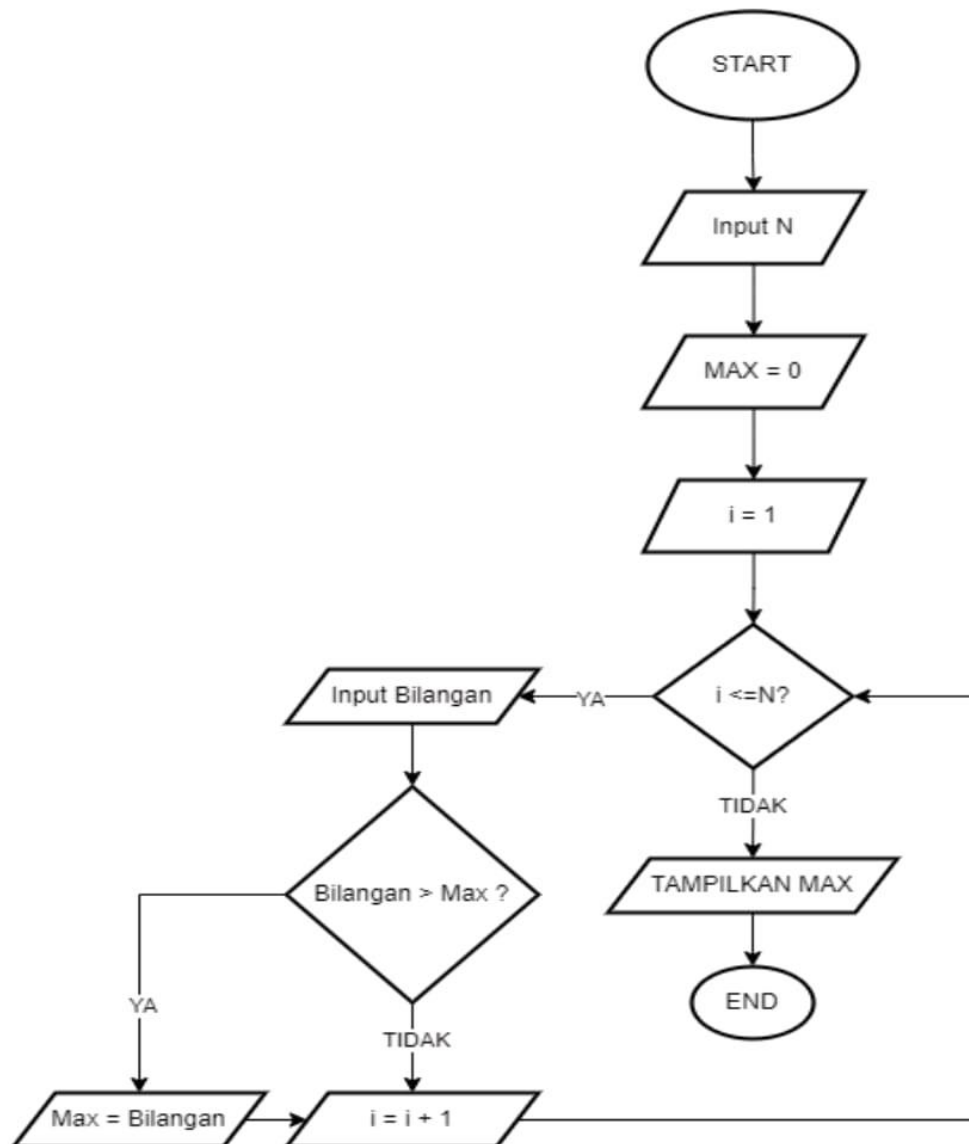 START
Input N
MAX = 0
i = 1
i <=N?
YA
Input Bilangan
TIDAK
TAMPILKAN MAX
END
Bilangan > Max ?
YA
TIDAK
Max = Bilangan
i = i + 1